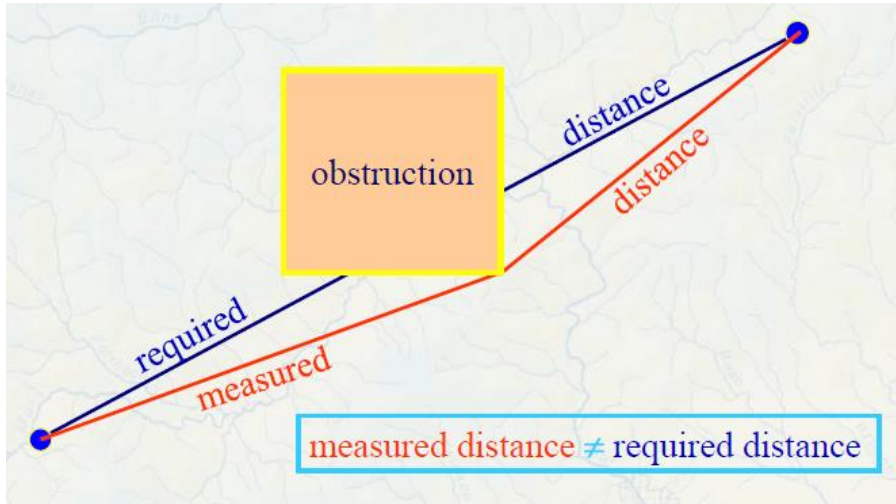 distance
obstruction
distance
required
measured
measured distance ≠ required distance